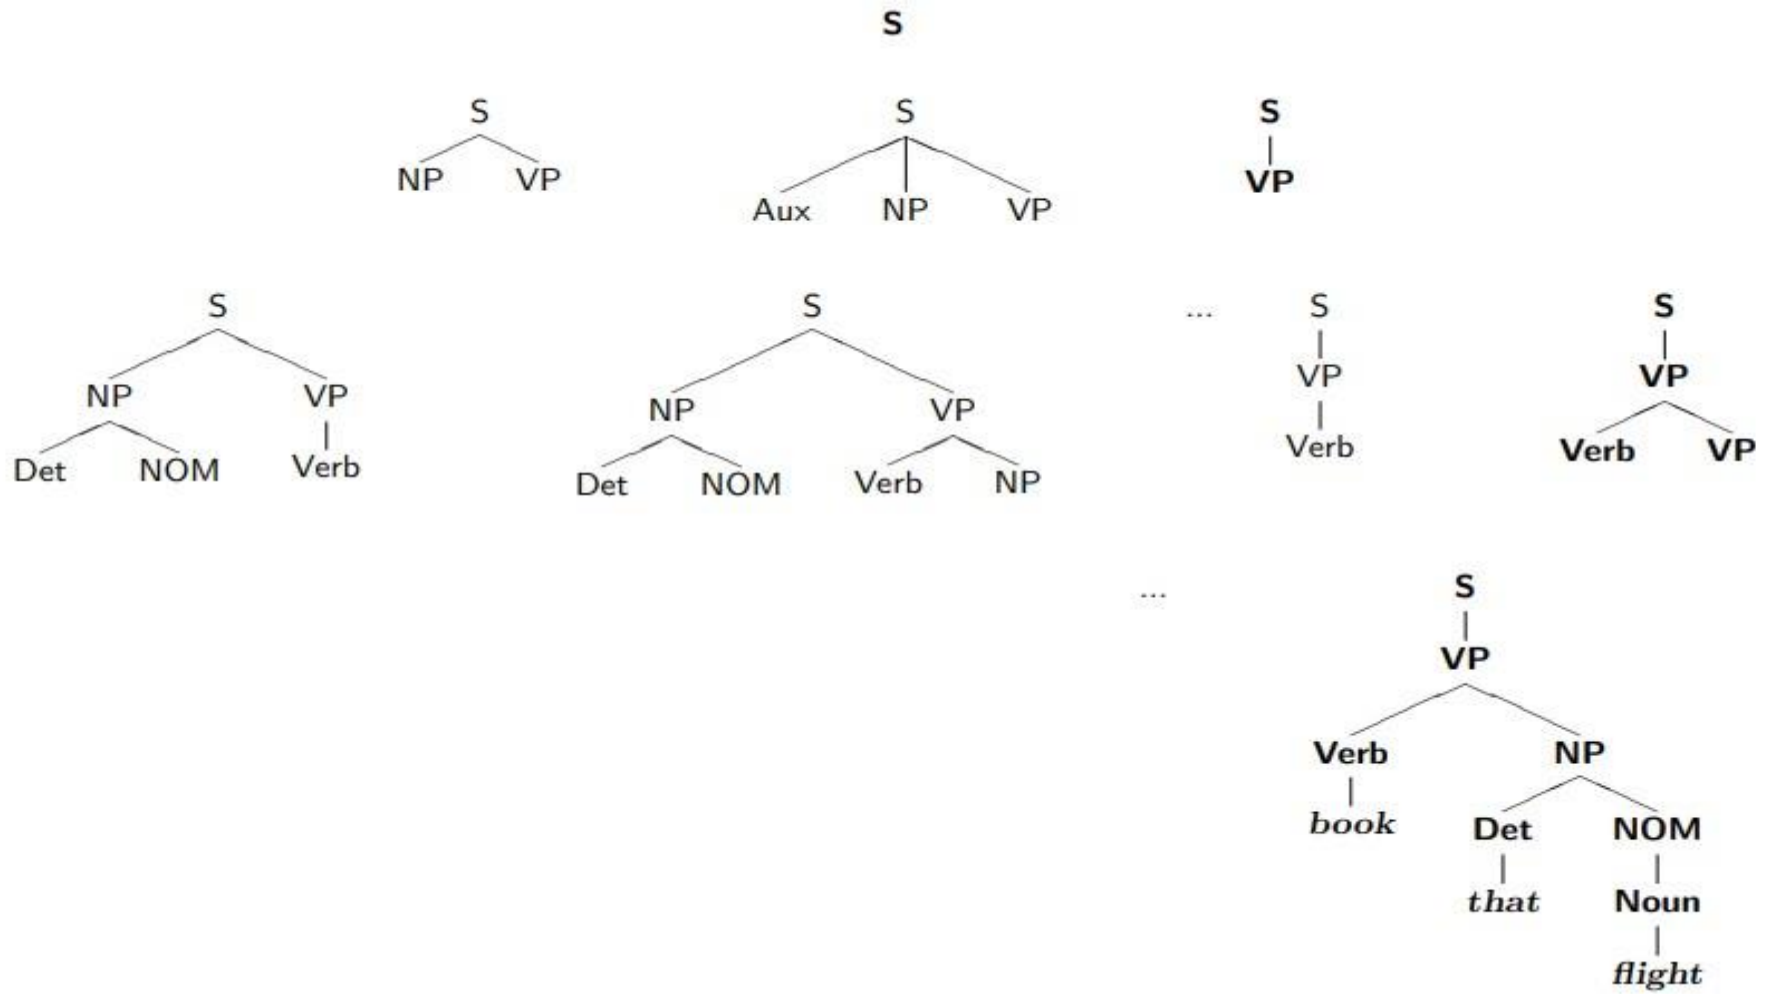 S
S S S
NP VP VP
Aux NP VP
S S ... S S
NP VP NP VP VP VP
Det NOM Verb Det NOM Verb NP Verb Verb VP
... S
VP
Verb NP
book Det NOM
that Noun
flight